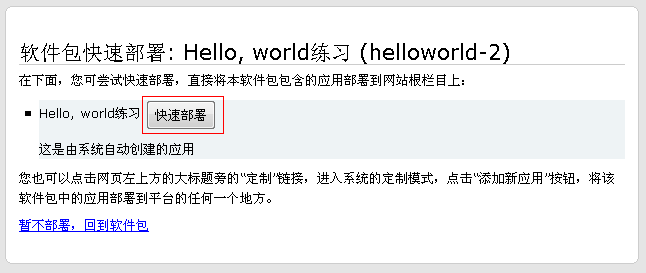 软件包快速部署: Hello, world练习 (helloworld-2)
在下面，您可尝试快速部署，直接将本软件包包含的应用部署到网站根栏目上：
Hello, world练习 快速部署
这是由系统自动创建的应用
您也可以点击网页左上方的大标题旁的“定制”链接，进入系统的定制模式，点击“添加新应用”按钮，将该
软件包中的应用部署到平台的任何一个地方。
暂不部署，回到软件包